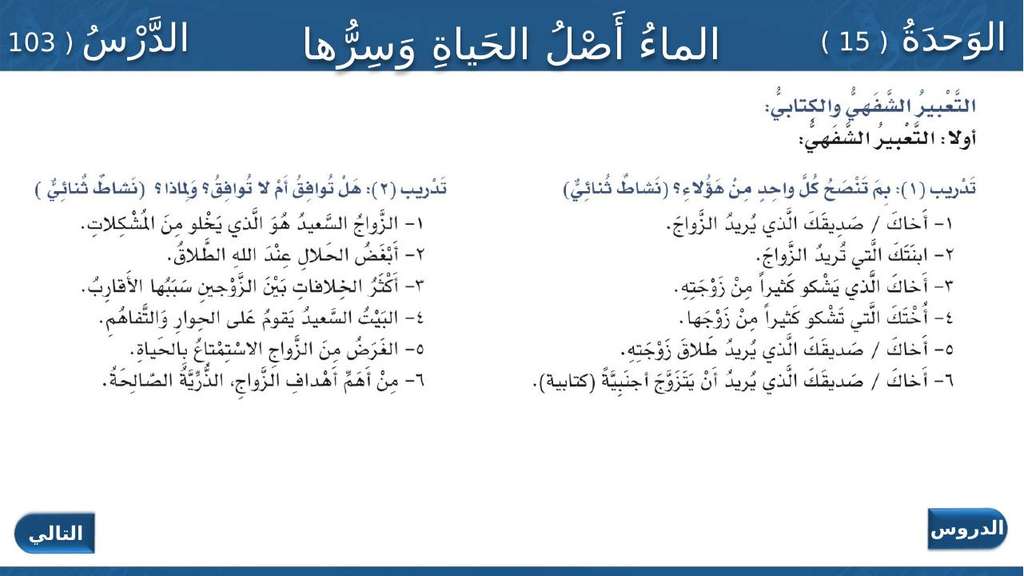 الوَحدَةُ ( 15 )
الماءُ أَصْلُ الحَياةِ وَسِرُّها
الدَّرْسُ ( 103
التَّعْبيرُ الشَّفَهيُّ والكِتابيُّ:
أولا: التَّعْبيرُ الشَّفَهيُّ:
تَدْريب (١): بِمَ تَنْصَحُ كُلَّ واحِدٍ مِنْ هَؤُلاءِ؟ (نَشاطٌ ثُنائِيٌّ)
١- أَخاكَ / صَديقَكَ الَّذي يُريدُ الزَّواجَ.
٢- ابنَتَكَ الَّتي تُريدُ الزَّواجَ.
٣- أَخاكَ الَّذي يَشْكو كَثيراً مِنْ زَوْجَتِهِ.
٤- أُخْتَكَ الَّتي تَشْكو كَثيراً مِنْ زَوْجَها.
٥- أَخاكَ / صَديقَكَ الَّذي يُريدُ طَلاقَ زَوْجَتِهِ.
٦- أَخاكَ / صَديقَكَ الَّذي يُريدُ أَنْ يَتَزَوَّجَ أجنَبِيَّةً (كتابية).
تَدْريب (٢): هَلْ تُوافِقُ أَمْ لا تُوافِقُ؟ وَلِماذا؟ (نَشاطٌ ثُنائِيٌّ )
١- الزَّواجُ السَّعيدُ هُوَ الَّذي يَخْلو مِنَ المُشْكِلاتِ.
٢- أَبْغَضُ الحَلالِ عِنْدَ اللهِ الطَّلاقُ.
٣- أَكْثَرُ الخِلافاتِ بَيْنَ الزَّوْجينِ سَبَبُها الأَقارِبُ.
٤- البَيْتُ السَّعيدُ يَقومُ عَلى الحِوارِ وَالتَّفاهُمِ.
٥- الغَرَضُ مِنَ الزَّواجِ الاسْتِمْتاعُ بِالحَياةِ.
٦- مِنْ أَهَمِّ أَهْدافِ الزَّواجِ، الذُّرِّيَّةُ الصّالِحَةُ.
الدروس
التالي